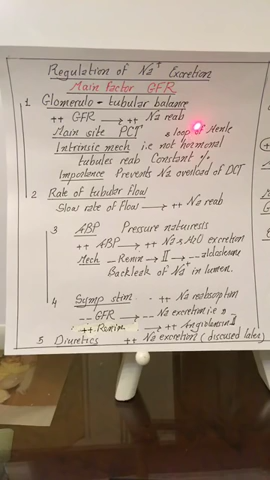 Regulation of Na+ Excretion
Main Factor GFR
1 Glomerulo-tubular balance
++ GFR → ++ Na reab
Main site PCT & loop of Henle
Intrinsic mech i.e not hormonal
tubules reab Constant %
Importance Prevents Na overload of DCT
2 Rate of tubular Flow
Slow rate of Flow → ++ Na reab
3 ABP Pressure natriuresis
++ ABP → ++ Na & H2O excretion
Mech -- Renin → II → -- aldosterone
Backleak of Na+ in lumen.
4 Symp stim. ++ Na reabsorption
-- GFR → -- Na excretion i.e
++ Renin → ++ Angiotensin II
5 Diuretics ++ Na+ excretion (discused later)